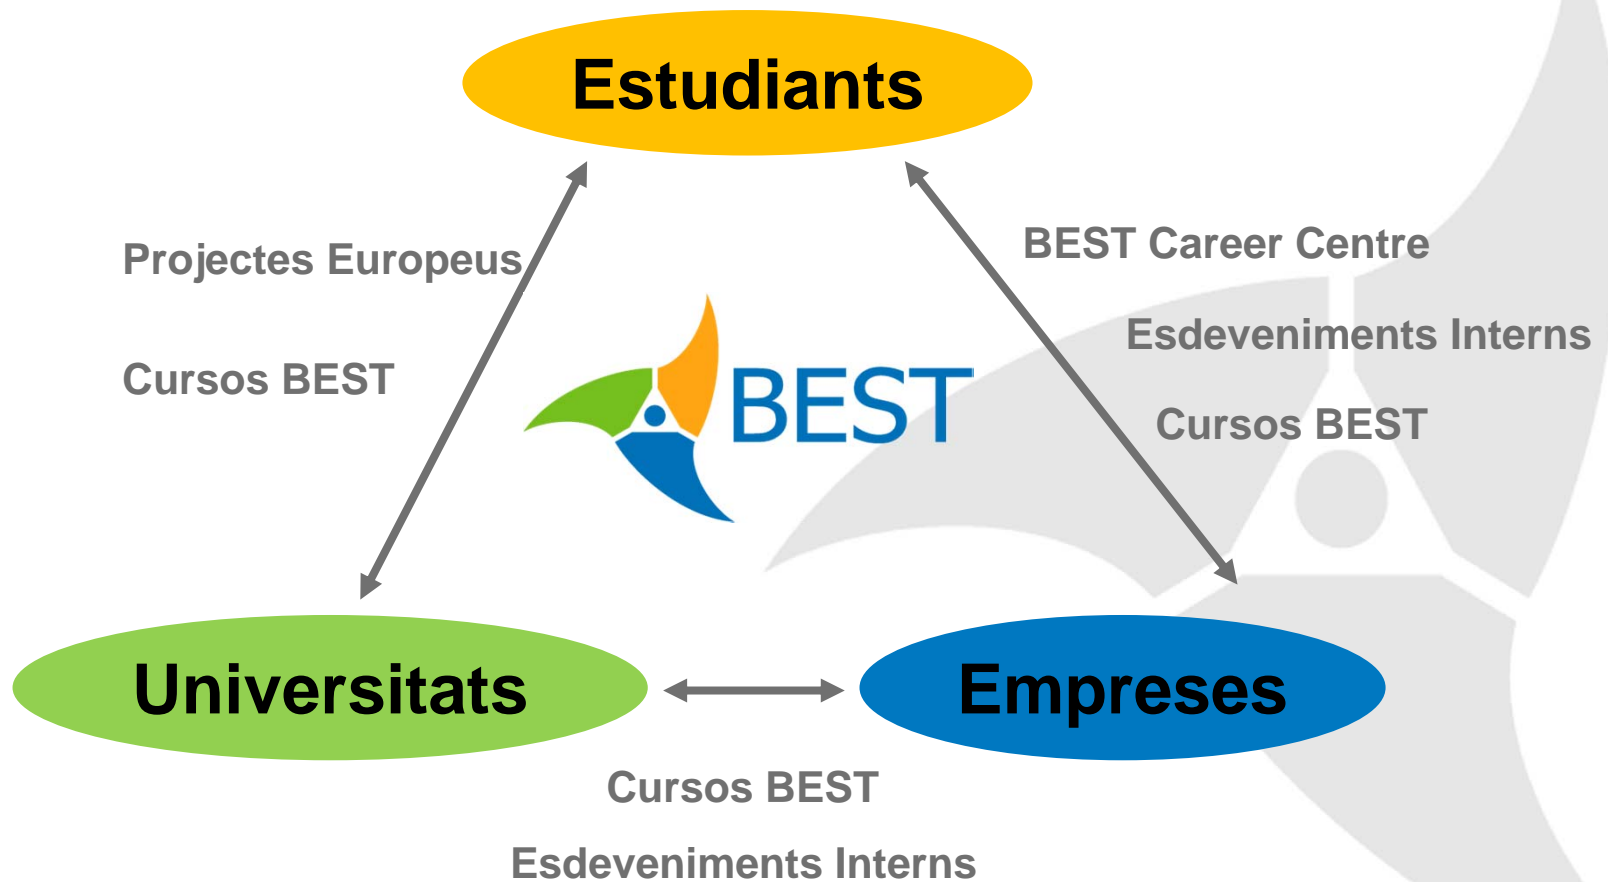 Estudiants
Projectes Europeus
BEST Career Centre
Esdeveniments Interns
Cursos BEST
BEST
Cursos BEST
Universitats
Empreses
Cursos BEST
Esdeveniments Interns